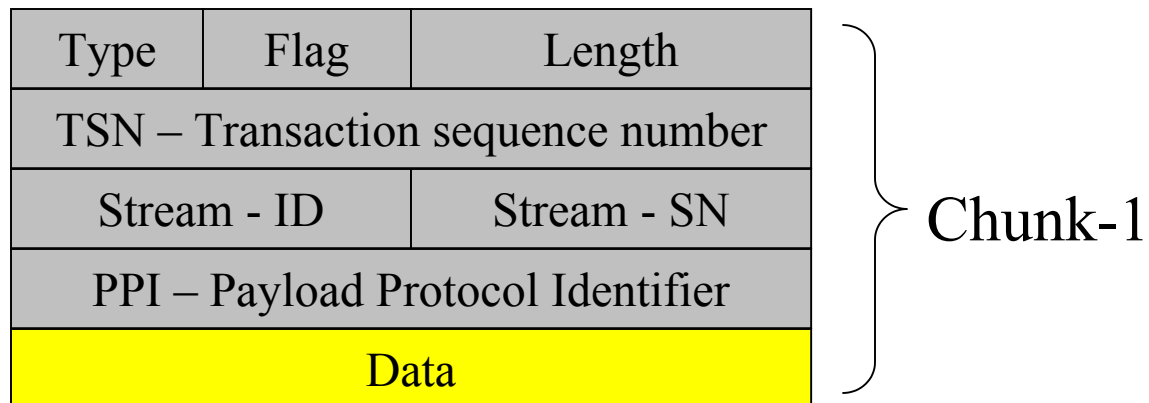 Type Flag Length
TSN – Transaction sequence number
Stream - ID Stream - SN
PPI – Payload Protocol Identifier
Data
Chunk-1